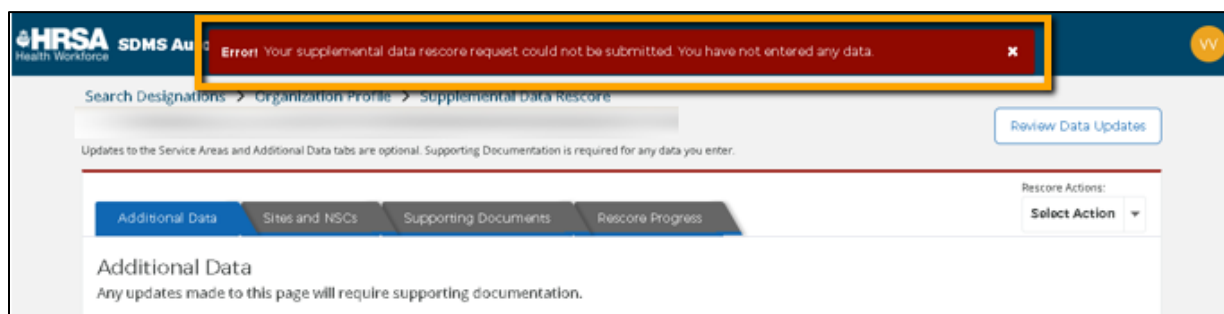 HRSA
Health Workforce
SDMS Au
Error! Your supplemental data rescore request could not be submitted. You have not entered any data.
VV
Search Designations > Organization Profile > Supplemental Data Rescore
Review Data Updates
Updates to the Service Areas and Additional Data tabs are optional. Supporting Documentation is required for any data you enter.
Rescore Actions:
Additional Data Sites and NSCs Supporting Documents Rescore Progress Select Action
Additional Data
Any updates made to this page will require supporting documentation.